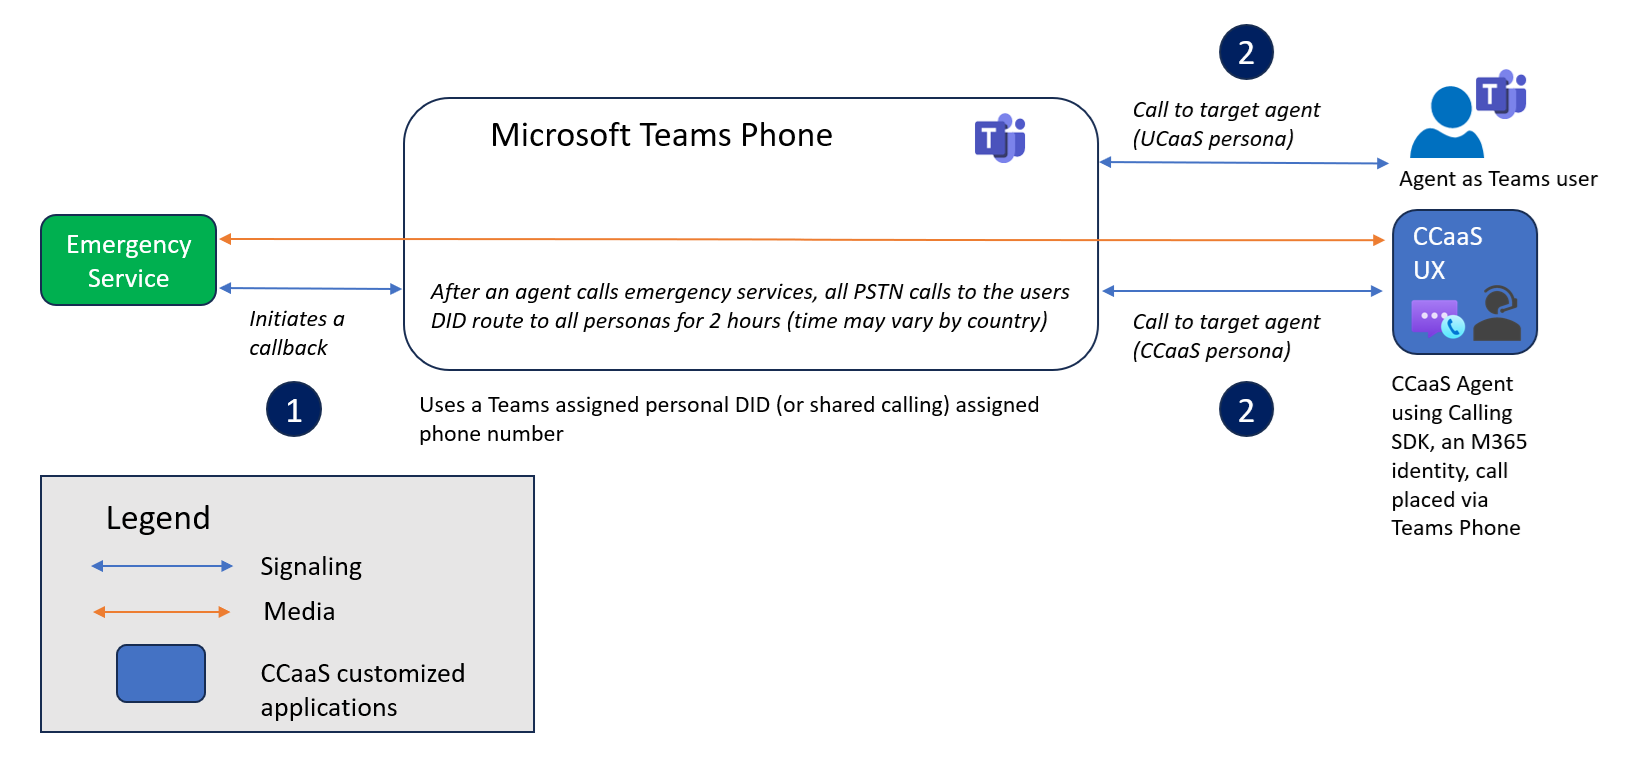 2
Call to target agent
(UCaaS persona)
T
Agent as Teams user
Microsoft Teams Phone
T
Emergency
Service
After an agent calls emergency services, all PSTN calls to the users
DID route to all personas for 2 hours (time may vary by country)
Initiates a
callback
1
Uses a Teams assigned personal DID (or shared calling) assigned
phone number
CCaaS
UX
Call to target agent
(CCaaS persona)
2
CCaaS Agent
using Calling
SDK, an M365
identity, call
placed via
Teams Phone
Legend
Signaling
Media
CCaaS customized
applications